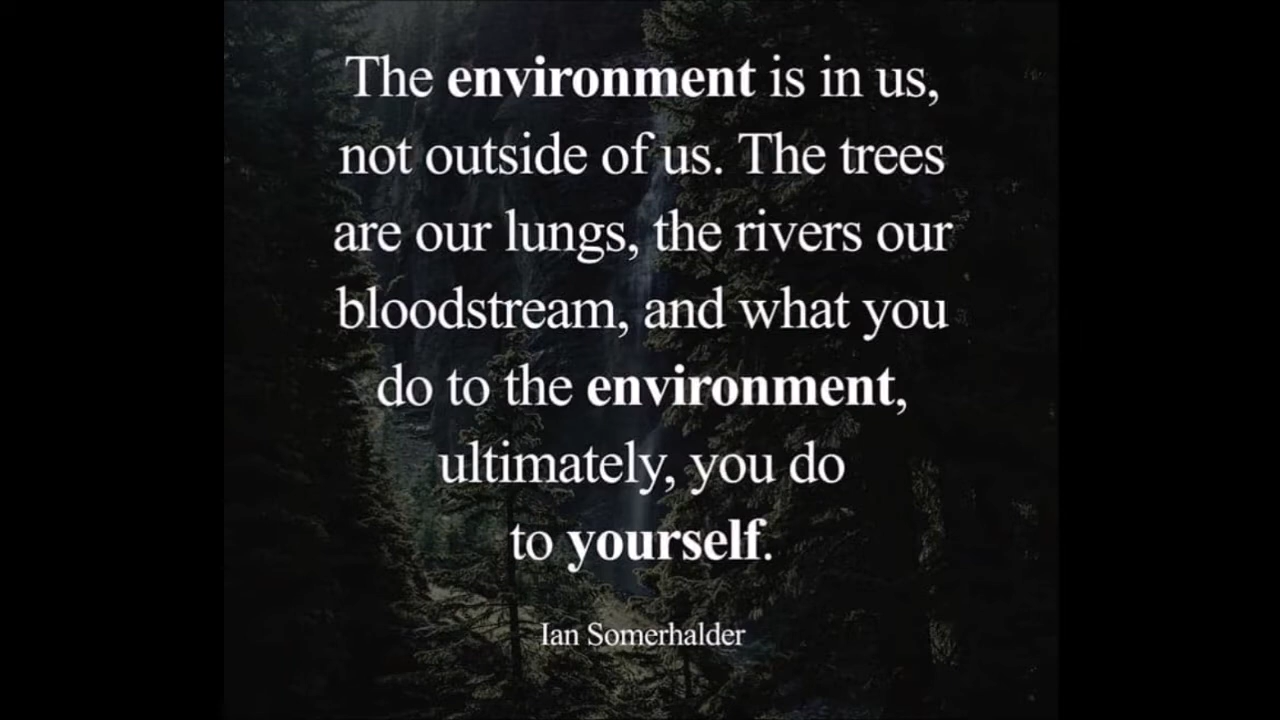 The environment is in us,
not outside of us. The trees
are our lungs, the rivers our
bloodstream, and what you
do to the environment,
ultimately, you do
to yourself.
Ian Somerhalder